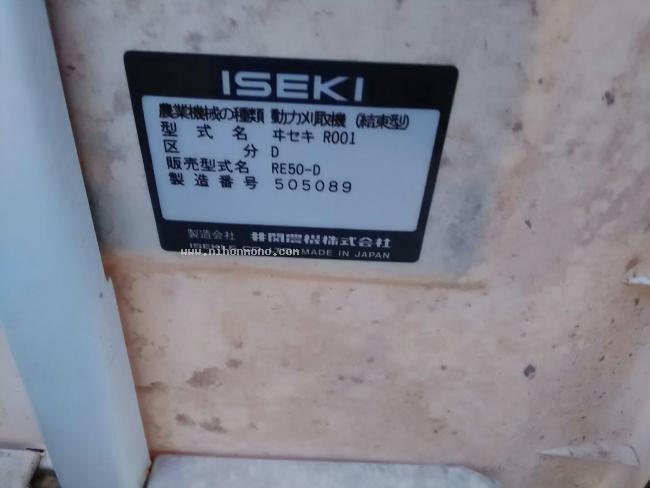 ISEKI
農業機械の種類 動力刈取機 (結束型)
型式名 ヰセキ R001
区分 D
販売型式名 RE50-D
製造番号 505089
製造会社 井関農機株式会社
www.nihonmono.com
MADE IN JAPAN